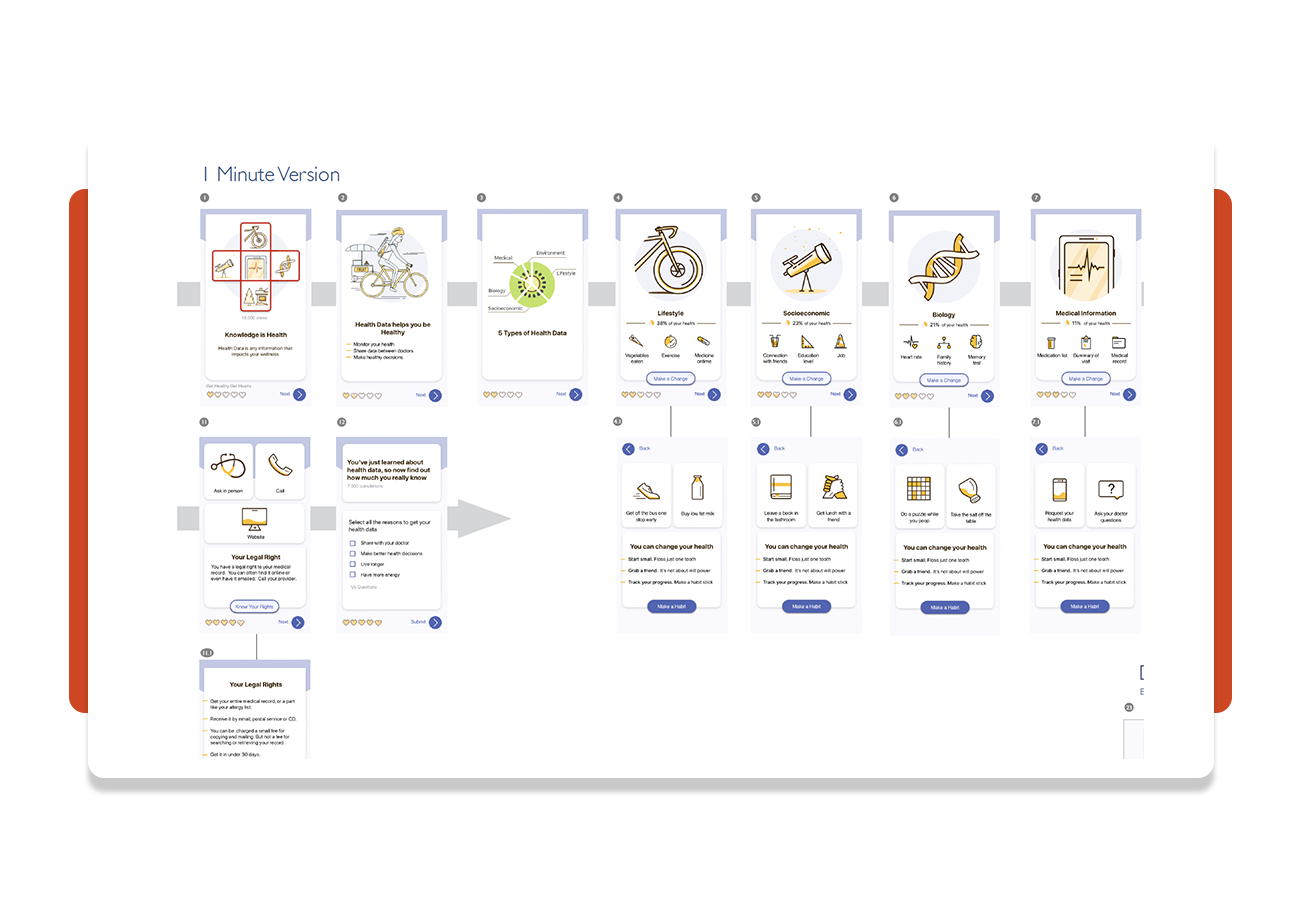 1 Minute Version
1
2
3
4
5
6
7
Knowledge is Health
Health Data is any information that
impacts your wellness
Get Healthy Get Hearts
Next
FRUIT
Health Data helps you be
Healthy
Monitor your health
Share data between doctors
Make healthy decisions
Next
Medical
Environment
Lifestyle
Biology
Socioeconomic
5 Types of Health Data
Next
Lifestyle
38% of your health
Vegetables
eaten
Exercise
Medicine
online
Make a Change
Next
Socioeconomic
23% of your health
Connection
with friends
Education
level
Job
Make a Change
Next
Biology
21% of your health
Heart rate
Family
history
Memory
test
Make a Change
Next
Medical Information
11% of your health
Medication list
Summary of
visit
Medical
record
Make a Change
Next
11
12
4.1
5.1
6.1
7.1
Ask in person
Call
Website
Your Legal Right
You have a legal right to your medical
record. You can often find it online or
even have it emailed. Call your provider.
Know Your Rights
Next
You've just learned about
health data, so now find out
how much you really know
Select all the reasons to get your
health data
Share with your doctor
Make better health decisions
Live longer
Have more energy
1/5 Questions
Submit
Back
Get off the bus one
stop early
Buy low fat milk
You can change your health
Start small. Floss just one tooth
Grab a friend. It's not about will power
Track your progress. Make a habit stick
Make a Habit
Back
Leave a book in
the bathroom
Get lunch with a
friend
You can change your health
Start small. Floss just one tooth
Grab a friend. It's not about will power
Track your progress. Make a habit stick
Make a Habit
Back
Do a puzzle while
you poop
Take the salt off the
table
You can change your health
Start small. Floss just one tooth
Grab a friend. It's not about will power
Track your progress. Make a habit stick
Make a Habit
Back
Request your
health data
Ask your doctor
questions
You can change your health
Start small. Floss just one tooth
Grab a friend. It's not about will power
Track your progress. Make a habit stick
Make a Habit
11.1
Your Legal Rights
Get your entire medical record, or a part
like your allergy list.
Receive it by email, postal service or CD.
You can be charged a small fee for
copying and mailing. But not a fee for
searching or retrieving your record
Get it in under 30 days.